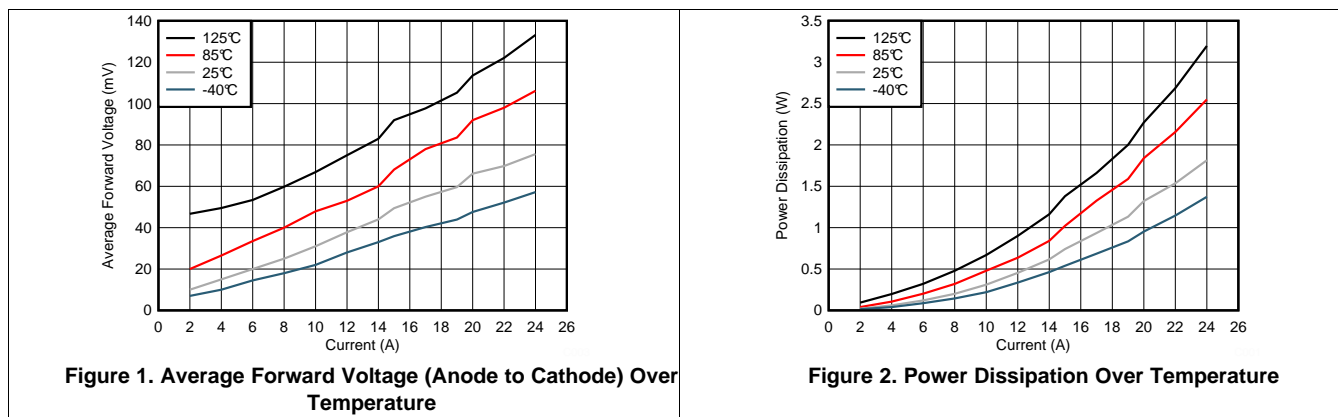 140
120
100
80
60
40
20
0
Average Forward Voltage (mV)
125℃
85℃
25℃
-40℃
0 2 4 6 8 10 12 14 16 18 20 22 24 26
Current (A)
Figure 1. Average Forward Voltage (Anode to Cathode) Over
Temperature
3.5
3
2.5
2
1.5
1
0.5
0
Power Dissipation (W)
125℃
85℃
25℃
-40℃
0 2 4 6 8 10 12 14 16 18 20 22 24 26
Current (A)
Figure 2. Power Dissipation Over Temperature